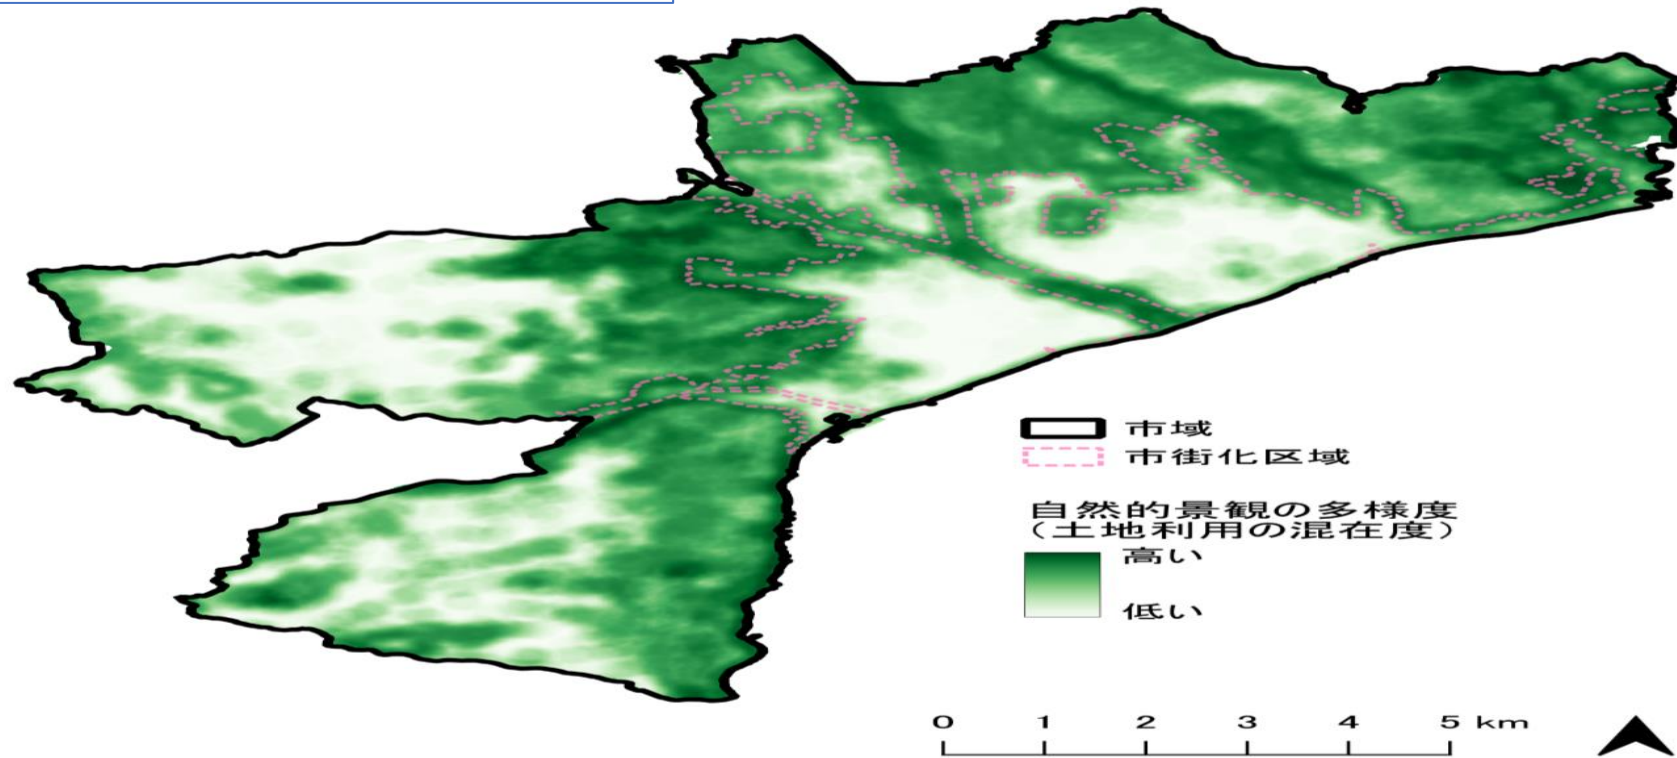 市域
市街化区域
自然的景観の多様度
（土地利用の混在度）
高い
低い
0 1 2 3 4 5 km